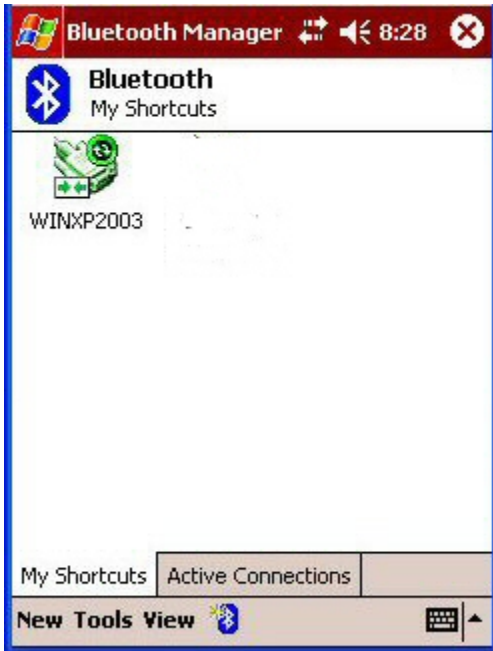 Bluetooth Manager 8:28
Bluetooth
My Shortcuts
WINXP2003
My Shortcuts Active Connections
New Tools View